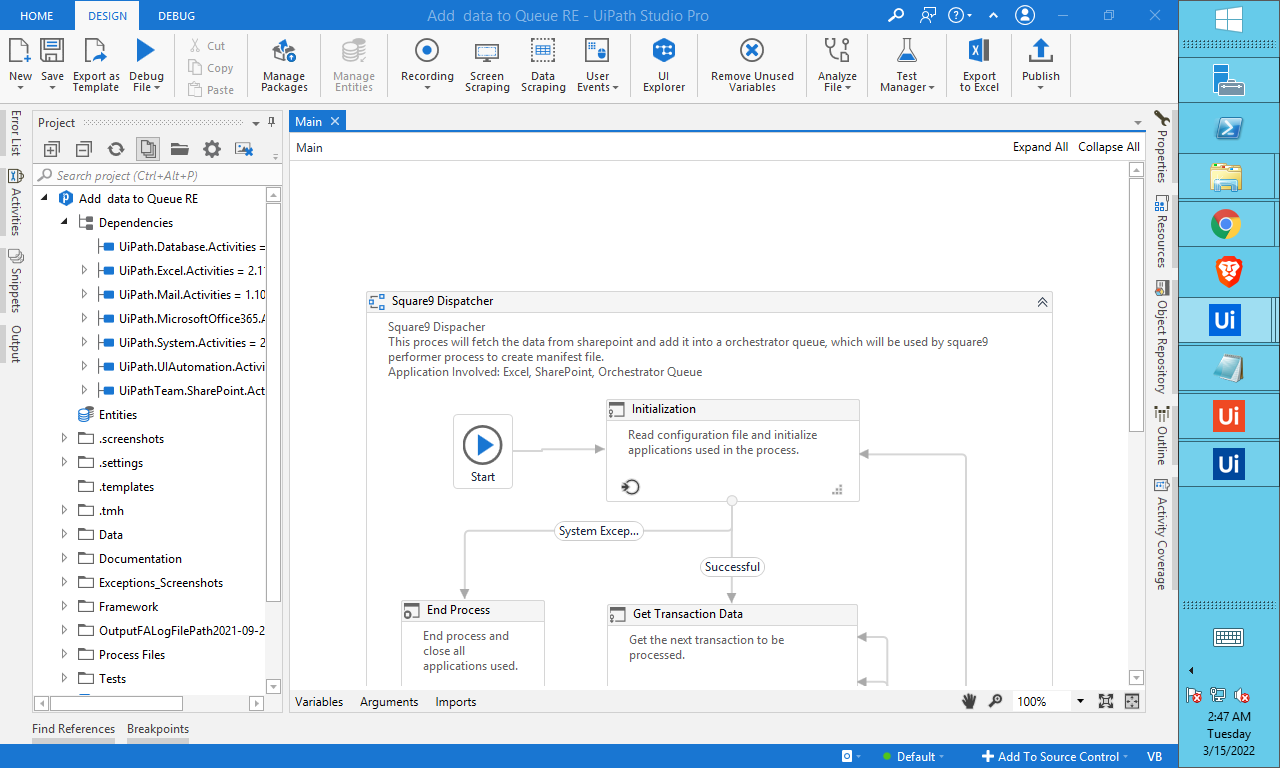 HOME
DESIGN
DEBUG
Add data to Queue RE - UiPath Studio Pro
New
Save
Export as
Template
Debug
File
Cut
Copy
Paste
Manage
Packages
Manage
Entities
Recording
Screen
Scraping
Data
Scraping
User
Events
UI
Explorer
Remove Unused
Variables
Analyze
File
Test
Manager
Export
to Excel
Publish
Error List
Activities
Snippets
Output
Project
Search project (Ctrl+Alt+P)
Add data to Queue RE
Dependencies
UiPath.Database.Activities =
UiPath.Excel.Activities = 2.1
UiPath.Mail.Activities = 1.10
UiPath.MicrosoftOffice365.A
UiPath.System.Activities = 2
UiPath.UIAutomation.Activi
UiPathTeam.SharePoint.Act
Entities
.screenshots
.settings
.templates
.tmh
Data
Documentation
Exceptions_Screenshots
Framework
OutputFALogFilePath2021-09-2
Process Files
Tests
Find References
Breakpoints
Main
Main
Expand All
Collapse All
Square9 Dispatcher
Square9 Dispacher
This proces will fetch the data from sharepoint and add it into a orchestrator queue, which will be used by square9
performer process to create manifest file.
Application Involved: Excel, SharePoint, Orchestrator Queue
Start
Initialization
Read configuration file and initialize
applications used in the process.
System Excep...
Successful
End Process
End process and
close all
applications used.
Get Transaction Data
Get the next transaction to be
processed.
Variables
Arguments
Imports
100%
Properties
Resources
Object Repository
Outline
Activity Coverage
Default
Add To Source Control
VB
Ui
Ui
Ui
2:47 AM
Tuesday
3/15/2022